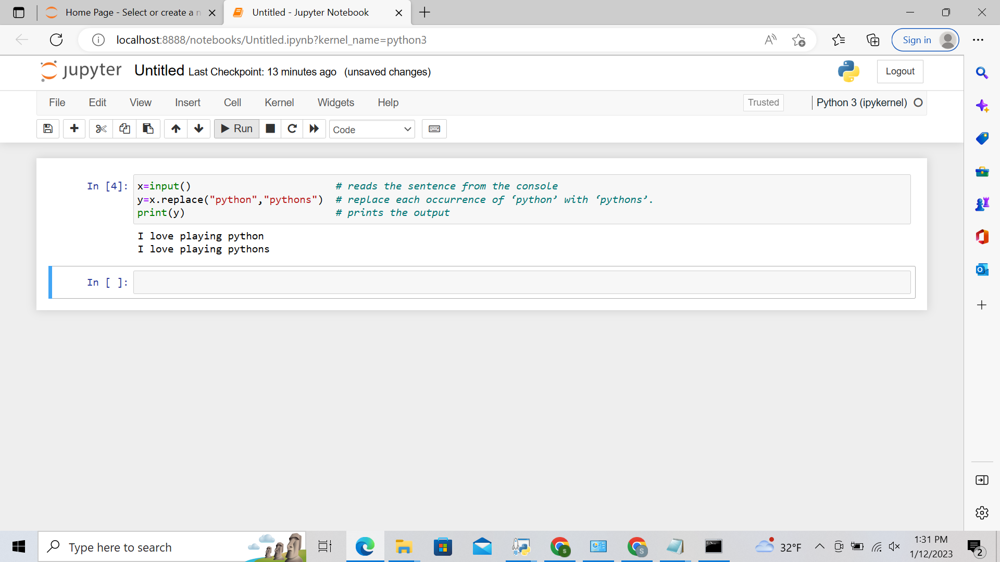 Home Page - Select or create a n
Untitled - Jupyter Notebook
localhost:8888/notebooks/Untitled.ipynb?kernel_name=python3
Sign in
jupyter Untitled Last Checkpoint: 13 minutes ago (unsaved changes)
Logout
File Edit View Insert Cell Kernel Widgets Help
Trusted
Python 3 (ipykernel)
Run
Code
In [4]: x=input() # reads the sentence from the console
y=x.replace("python","pythons") # replace each occurrence of ‘python’ with ‘pythons’.
print(y) # prints the output
I love playing python
I love playing pythons
In [ ]:
Type here to search
32°F
1:31 PM
1/12/2023
2